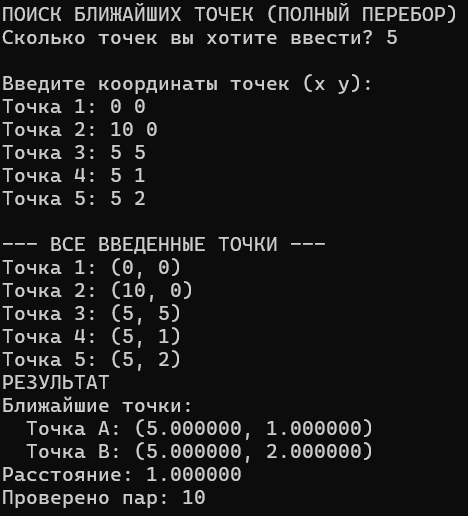 ПОИСК БЛИЖАЙШИХ ТОЧЕК (ПОЛНЫЙ ПЕРЕБОР)
Сколько точек вы хотите ввести? 5
Введите координаты точек (x y):
Точка 1: 0 0
Точка 2: 10 0
Точка 3: 5 5
Точка 4: 5 1
Точка 5: 5 2
--- ВСЕ ВВЕДЕННЫЕ ТОЧКИ ---
Точка 1: (0, 0)
Точка 2: (10, 0)
Точка 3: (5, 5)
Точка 4: (5, 1)
Точка 5: (5, 2)
РЕЗУЛЬТАТ
Ближайшие точки:
  Точка A: (5.000000, 1.000000)
  Точка B: (5.000000, 2.000000)
Расстояние: 1.000000
Проверено пар: 10